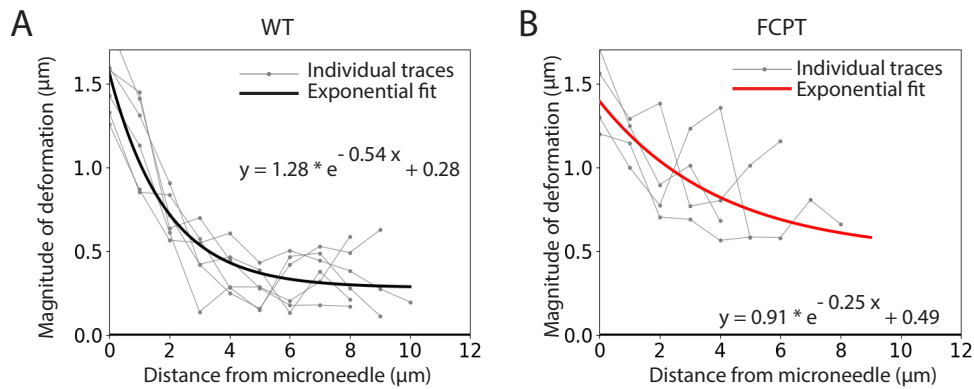 A
WT
Magnitude of deformation (µm)
1.5
1.0
0.5
0.0
Individual traces
Exponential fit
y = 1.28 * e^- 0.54 x + 0.28
0 2 4 6 8 10 12
Distance from microneedle (µm)
B
FCPT
Magnitude of deformation (µm)
1.5
1.0
0.5
0.0
Individual traces
Exponential fit
y = 0.91 * e^- 0.25 x + 0.49
0 2 4 6 8 10 12
Distance from microneedle (µm)